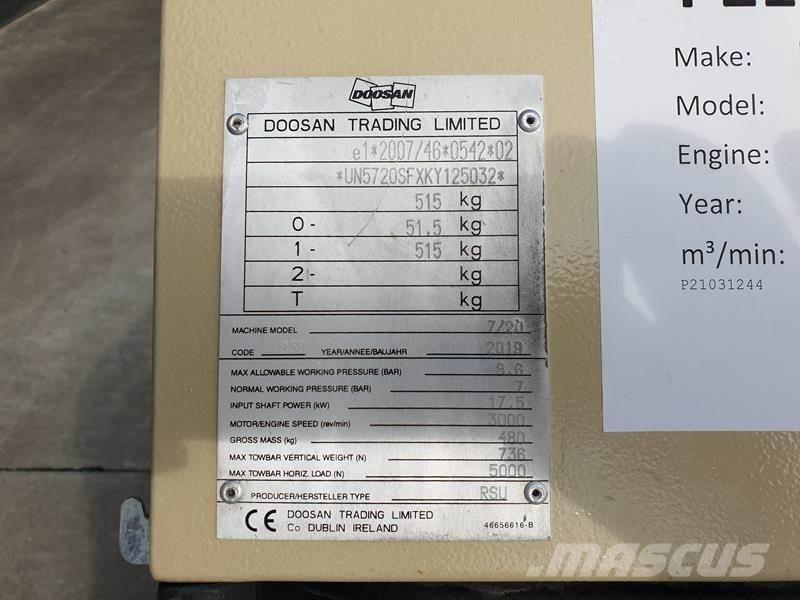 DOOSAN
DOOSAN TRADING LIMITED
e1*2007/46*0542*02
*UN5720SFXKY125032*
515 kg
0- 51.5 kg
1- 515 kg
2- kg
T kg
MACHINE MODEL 7/20
CODE YEAR/ANNEE/BAUJAHR 2019
MAX ALLOWABLE WORKING PRESSURE (BAR) 8.6
NORMAL WORKING PRESSURE (BAR) 7
INPUT SHAFT POWER (kW) 17.5
MOTOR/ENGINE SPEED (rev/min) 3000
GROSS MASS (kg) 480
MAX TOWBAR VERTICAL WEIGHT (N) 736
MAX TOWBAR HORIZ. LOAD (N) 5000
PRODUCER/HERSTELLER TYPE RSU
CE DOOSAN TRADING LIMITED
Co DUBLIN IRELAND 46656616-B
Make:
Model:
Engine:
Year:
m³/min:
P21031244
MASCUS